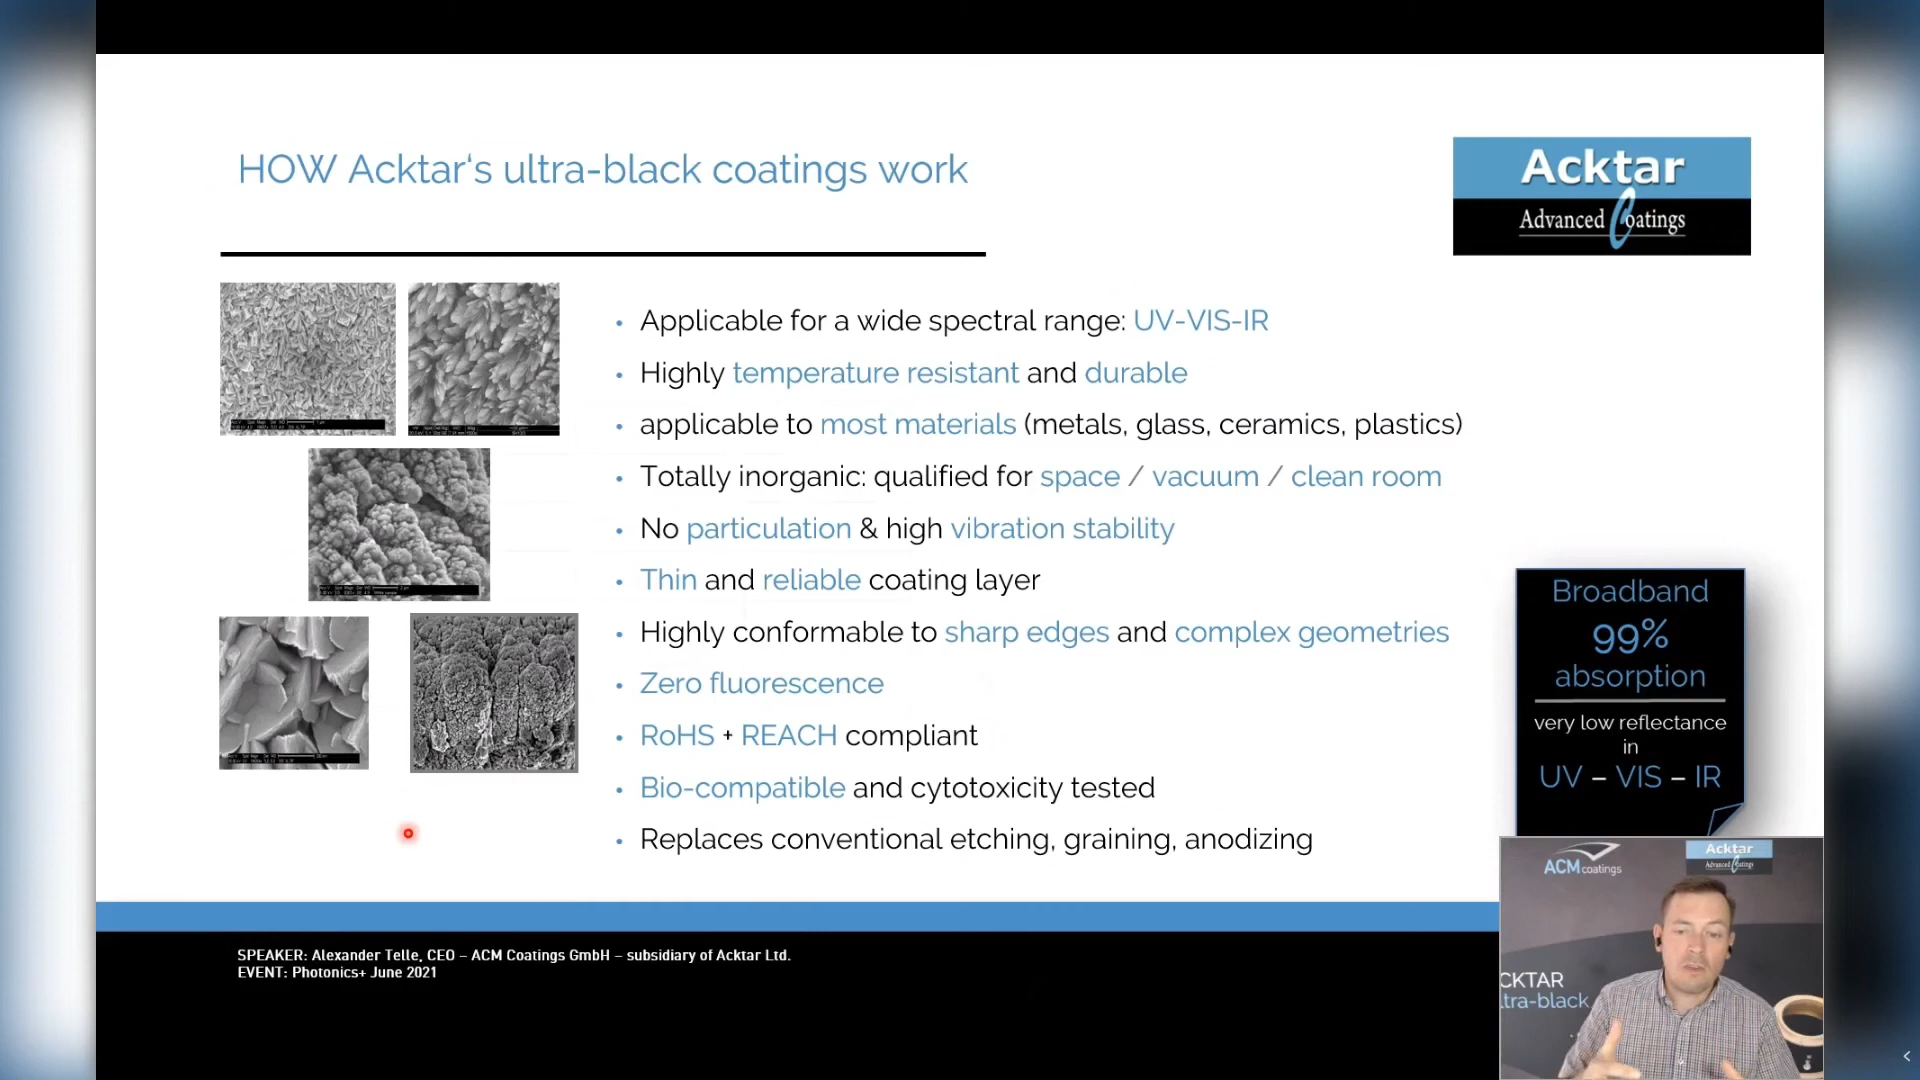 HOW Acktar‘s ultra-black coatings work
Acktar
Advanced Coatings
• Applicable for a wide spectral range: UV-VIS-IR
• Highly temperature resistant and durable
• applicable to most materials (metals, glass, ceramics, plastics)
• Totally inorganic: qualified for space / vacuum / clean room
• No particulation & high vibration stability
• Thin and reliable coating layer
• Highly conformable to sharp edges and complex geometries
• Zero fluorescence
• RoHS + REACH compliant
• Bio-compatible and cytotoxicity tested
• Replaces conventional etching, graining, anodizing
Broadband
99%
absorption
very low reflectance
in
UV – VIS – IR
ACM coatings
Acktar
Advanced Coatings
CKTAR
ltra-black
SPEAKER: Alexander Telle, CEO – ACM Coatings GmbH – subsidiary of Acktar Ltd.
EVENT: Photonics+ June 2021